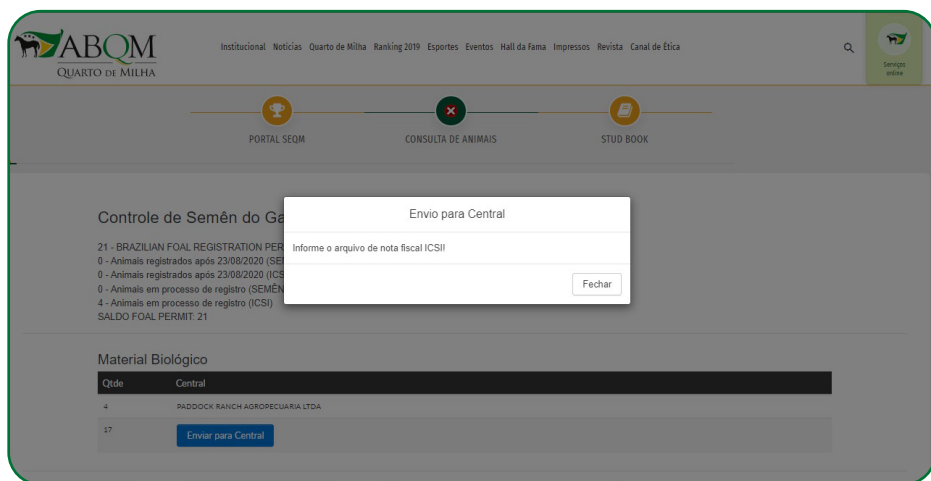 ABQM
QUARTO DE MILHA
Institucional Notícias Quarto de Milha Ranking 2019 Esportes Eventos Hall da Fama Impressos Revista Canal de Ética
Serviços
online
PORTAL SEQM
CONSULTA DE ANIMAIS
STUD BOOK
Envio para Central
Informe o arquivo de nota fiscal ICSI!
Fechar
Controle de Semên do Ga
21 - BRAZILIAN FOAL REGISTRATION PER
0 - Animais registrados após 23/08/2020 (SE
0 - Animais registrados após 23/08/2020 (ICS
0 - Animais em processo de registro (SEMÊN
4 - Animais em processo de registro (ICSI)
SALDO FOAL PERMIT: 21
Material Biológico
Qtde Central
4 PADDOCK RANCH AGROPECUARIA LTDA
17 Enviar para Central